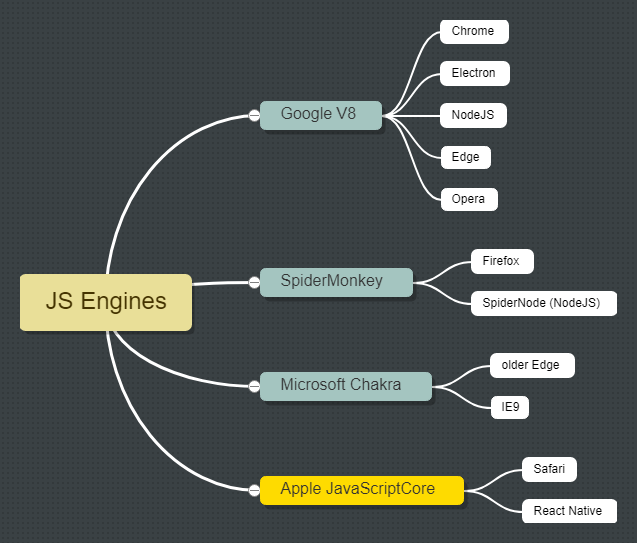 JS Engines
Google V8
Chrome
Electron
NodeJS
Edge
Opera
SpiderMonkey
Firefox
SpiderNode (NodeJS)
Microsoft Chakra
older Edge
IE9
Apple JavaScriptCore
Safari
React Native